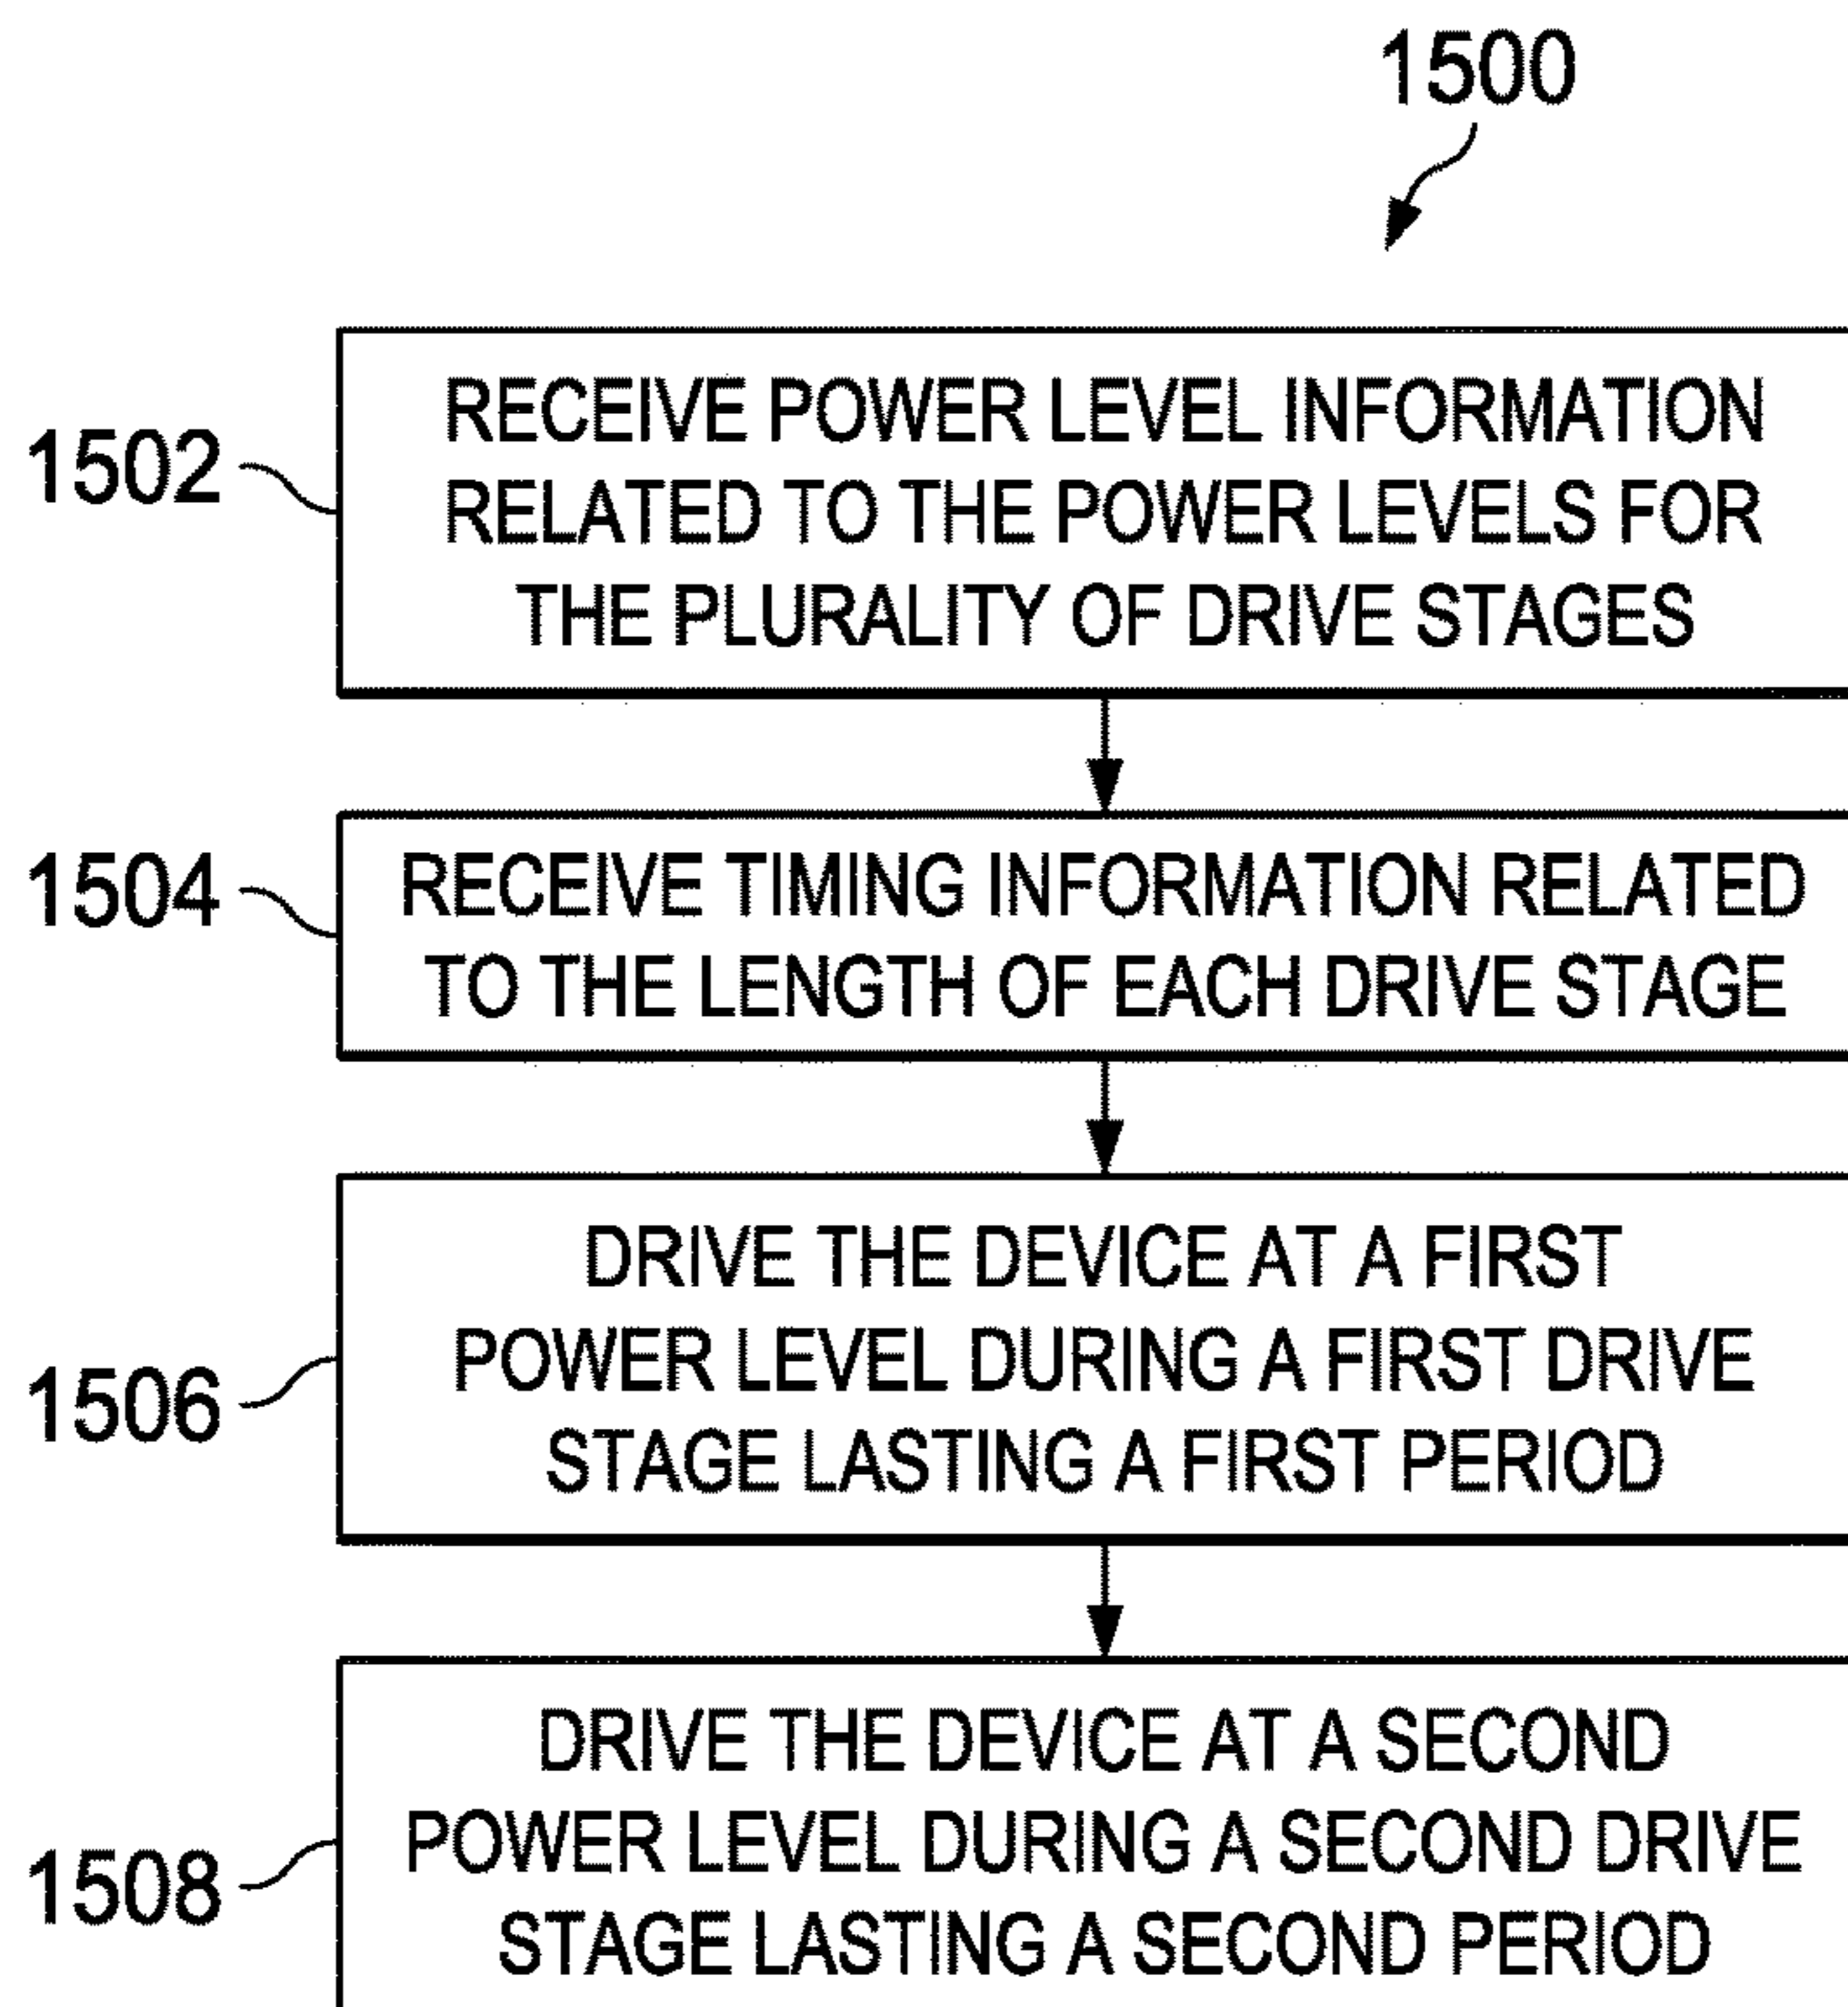 1500
1502
RECEIVE POWER LEVEL INFORMATION
RELATED TO THE POWER LEVELS FOR
THE PLURALITY OF DRIVE STAGES
1504
RECEIVE TIMING INFORMATION RELATED
TO THE LENGTH OF EACH DRIVE STAGE
1506
DRIVE THE DEVICE AT A FIRST
POWER LEVEL DURING A FIRST DRIVE
STAGE LASTING A FIRST PERIOD
1508
DRIVE THE DEVICE AT A SECOND
POWER LEVEL DURING A SECOND DRIVE
STAGE LASTING A SECOND PERIOD